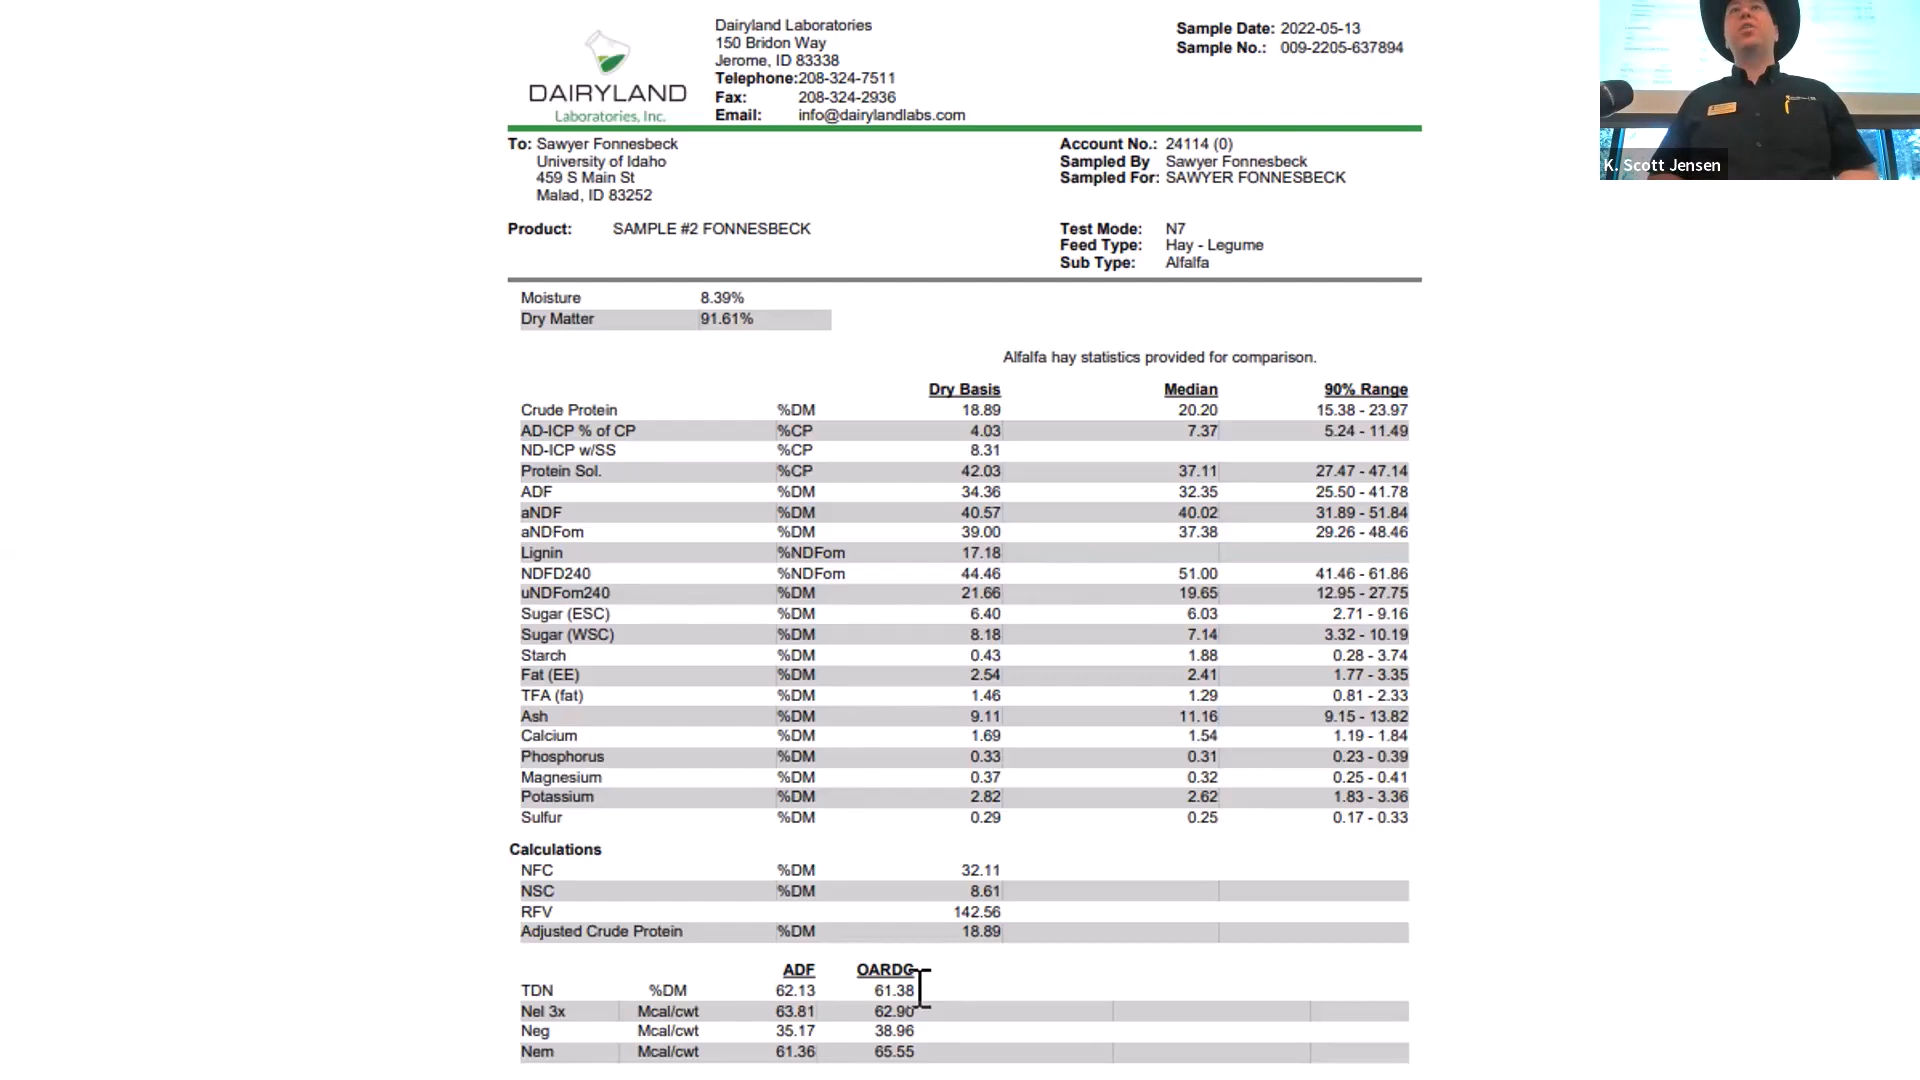 DAIRYLAND
Laboratories, Inc.
Dairyland Laboratories
150 Bridon Way
Jerome, ID 83338
Telephone: 208-324-7511
Fax: 208-324-2936
Email: info@dairylandlabs.com
Sample Date: 2022-05-13
Sample No.: 009-2205-637894
K. Scott Jensen
To: Sawyer Fonnesbeck
University of Idaho
459 S Main St
Malad, ID 83252
Account No.: 24114 (0)
Sampled By Sawyer Fonnesbeck
Sampled For: SAWYER FONNESBECK
Product: SAMPLE #2 FONNESBECK
Test Mode: N7
Feed Type: Hay - Legume
Sub Type: Alfalfa
Moisture 8.39%
Dry Matter 91.61%
Alfalfa hay statistics provided for comparison.
Dry Basis Median 90% Range
Crude Protein %DM 18.89 20.20 15.38 - 23.97
AD-ICP % of CP %CP 4.03 7.37 5.24 - 11.49
ND-ICP w/SS %CP 8.31
Protein Sol. %CP 42.03 37.11 27.47 - 47.14
ADF %DM 34.36 32.35 25.50 - 41.78
aNDF %DM 40.57 40.02 31.89 - 51.84
aNDFom %DM 39.00 37.38 29.26 - 48.46
Lignin %NDFom 17.18
NDFD240 %NDFom 44.46 51.00 41.46 - 61.86
uNDFom240 %DM 21.66 19.65 12.95 - 27.75
Sugar (ESC) %DM 6.40 6.03 2.71 - 9.16
Sugar (WSC) %DM 8.18 7.14 3.32 - 10.19
Starch %DM 0.43 1.88 0.28 - 3.74
Fat (EE) %DM 2.54 2.41 1.77 - 3.35
TFA (fat) %DM 1.46 1.29 0.81 - 2.33
Ash %DM 9.11 11.16 9.15 - 13.82
Calcium %DM 1.69 1.54 1.19 - 1.84
Phosphorus %DM 0.33 0.31 0.23 - 0.39
Magnesium %DM 0.37 0.32 0.25 - 0.41
Potassium %DM 2.82 2.62 1.83 - 3.36
Sulfur %DM 0.29 0.25 0.17 - 0.33
Calculations
NFC %DM 32.11
NSC %DM 8.61
RFV 142.56
Adjusted Crude Protein %DM 18.89
ADF OARDC
TDN %DM 62.13 61.38
Nel 3x Mcal/cwt 63.81 62.90
Neg Mcal/cwt 35.17 38.96
Nem Mcal/cwt 61.36 65.55